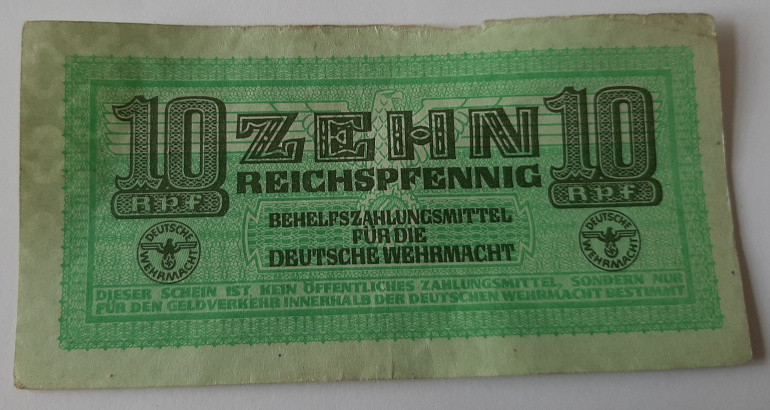 10 ZEHN 10
REICHSPFENNIG
RPf RPf
BEHELFSZAHLUNGSMITTEL
FÜR DIE
DEUTSCHE WEHRMACHT
DEUTSCHE WEHRMACHT
DEUTSCHE WEHRMACHT
DIESER SCHEIN IST KEIN ÖFFENTLICHES ZAHLUNGSMITTEL, SONDERN NUR
FÜR DEN GELDVERKEHR INNERHALB DER DEUTSCHEN WEHRMACHT BESTIMMT